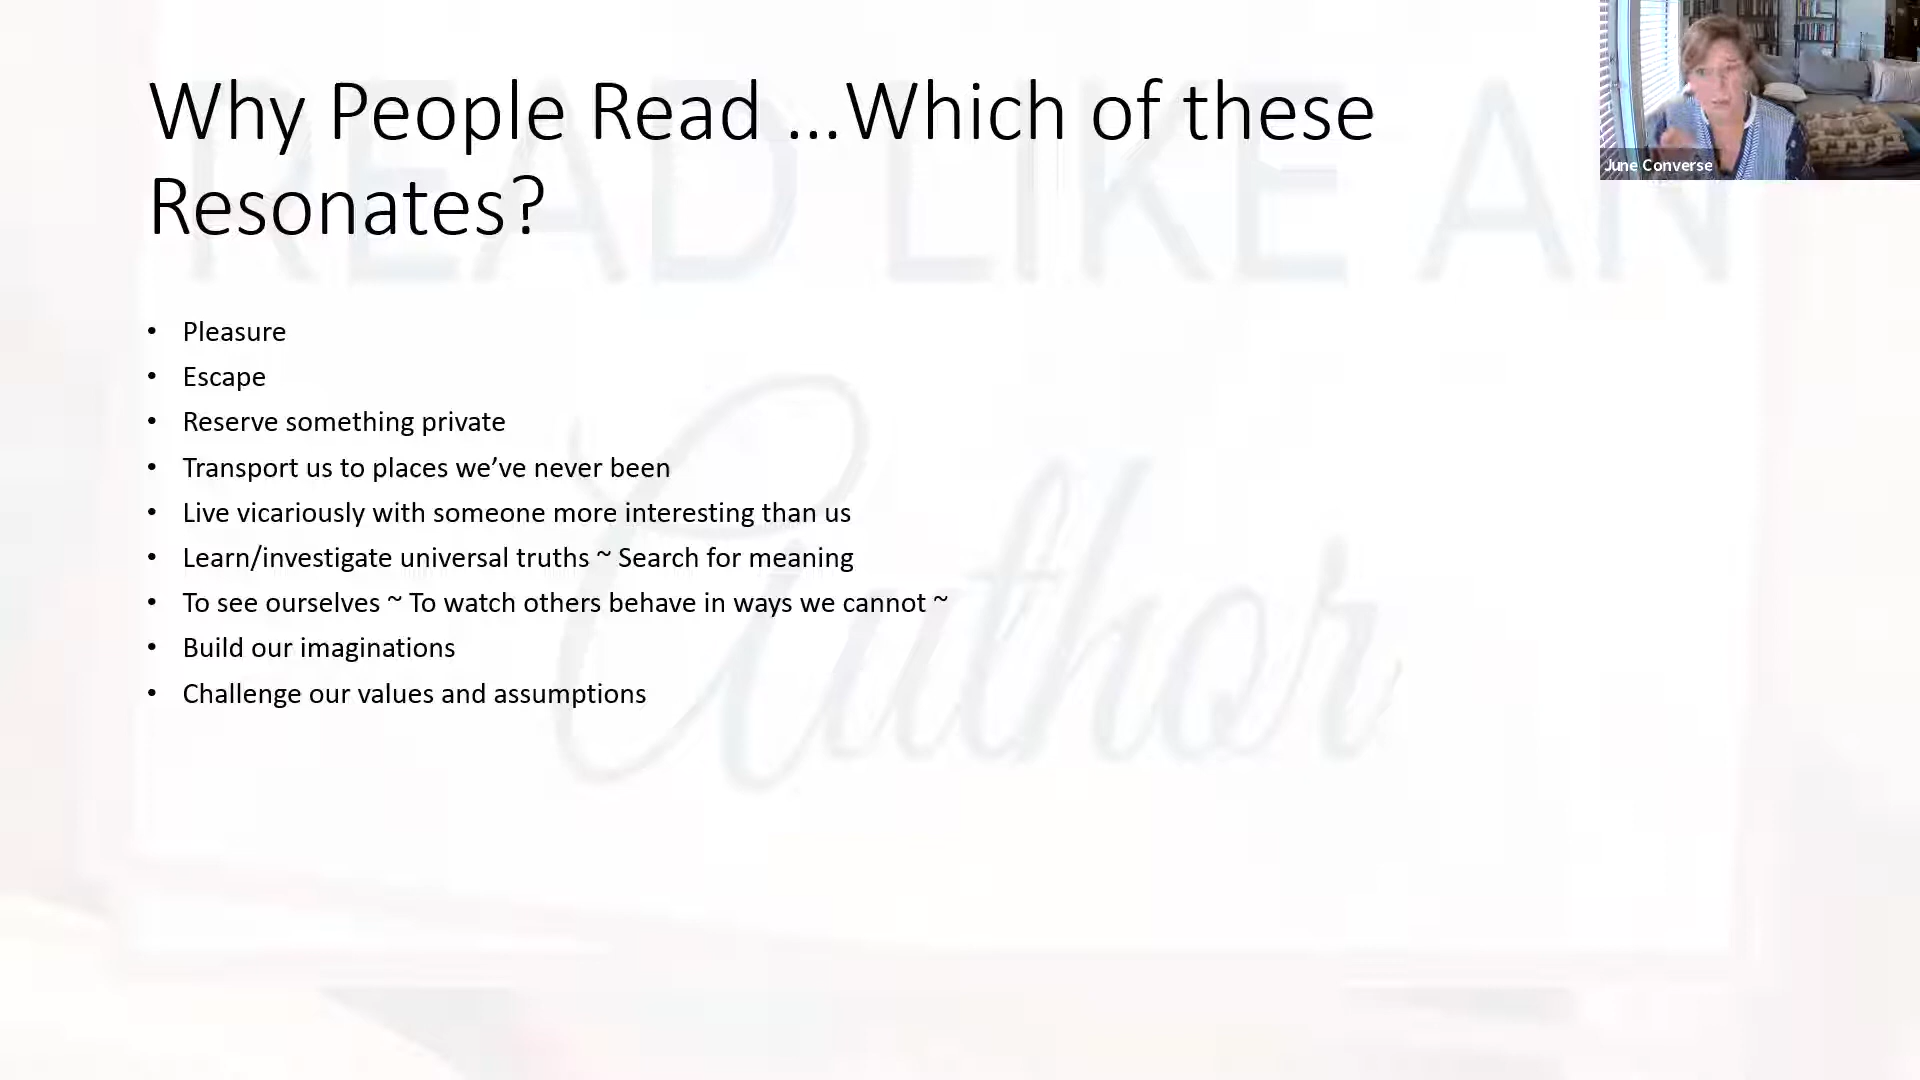 Why People Read ...Which of these
Resonates?
• Pleasure
• Escape
• Reserve something private
• Transport us to places we’ve never been
• Live vicariously with someone more interesting than us
• Learn/investigate universal truths ~ Search for meaning
• To see ourselves ~ To watch others behave in ways we cannot ~
• Build our imaginations
• Challenge our values and assumptions
READ LIKE AN
Author
June Converse